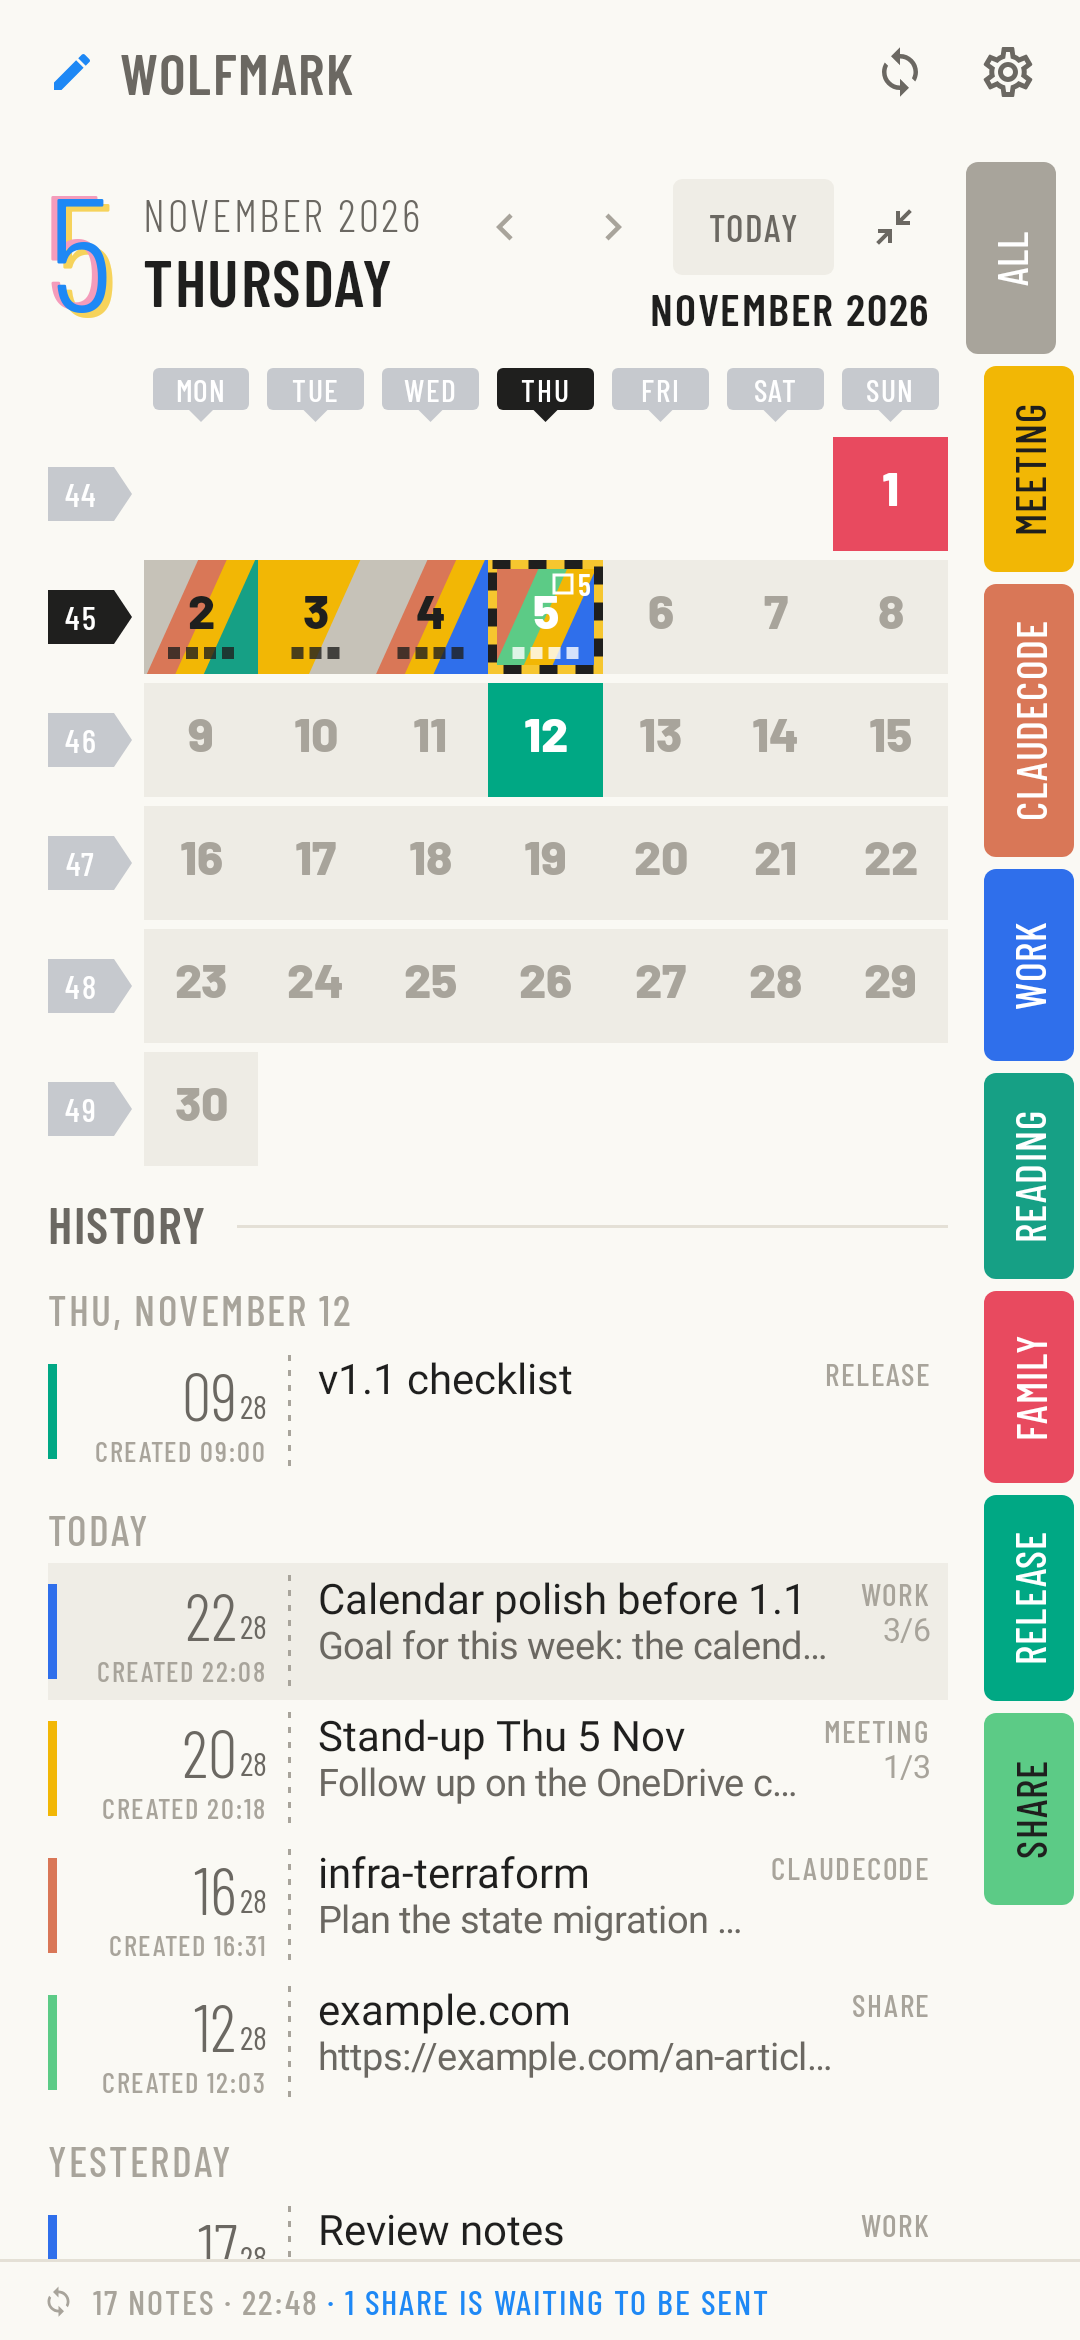 WOLFMARK
5
NOVEMBER 2026
THURSDAY
TODAY
NOVEMBER 2026
MON TUE WED THU FRI SAT SUN
44 1
45 2 3 4 5 5 6 7 8
46 9 10 11 12 13 14 15
47 16 17 18 19 20 21 22
48 23 24 25 26 27 28 29
49 30
ALL
MEETING
CLAUDECODE
WORK
READING
FAMILY
RELEASE
SHARE
HISTORY
THU, NOVEMBER 12
09 28 v1.1 checklist RELEASE
CREATED 09:00
TODAY
22 28 Calendar polish before 1.1 WORK
Goal for this week: the calend... 3/6
CREATED 22:08
20 28 Stand-up Thu 5 Nov MEETING
Follow up on the OneDrive c... 1/3
CREATED 20:18
16 28 infra-terraform CLAUDECODE
Plan the state migration ...
CREATED 16:31
12 28 example.com SHARE
https://example.com/an-articl...
CREATED 12:03
YESTERDAY
17 28 Review notes WORK
17 NOTES · 22:48 · 1 SHARE IS WAITING TO BE SENT